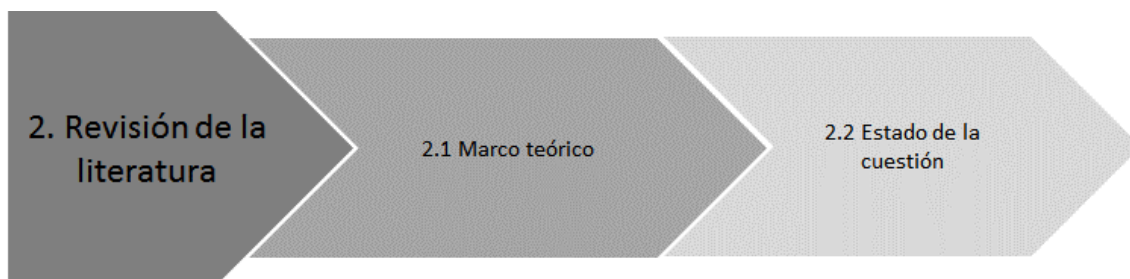 2. Revisión de la
literatura
2.1 Marco teórico
2.2 Estado de la
cuestión